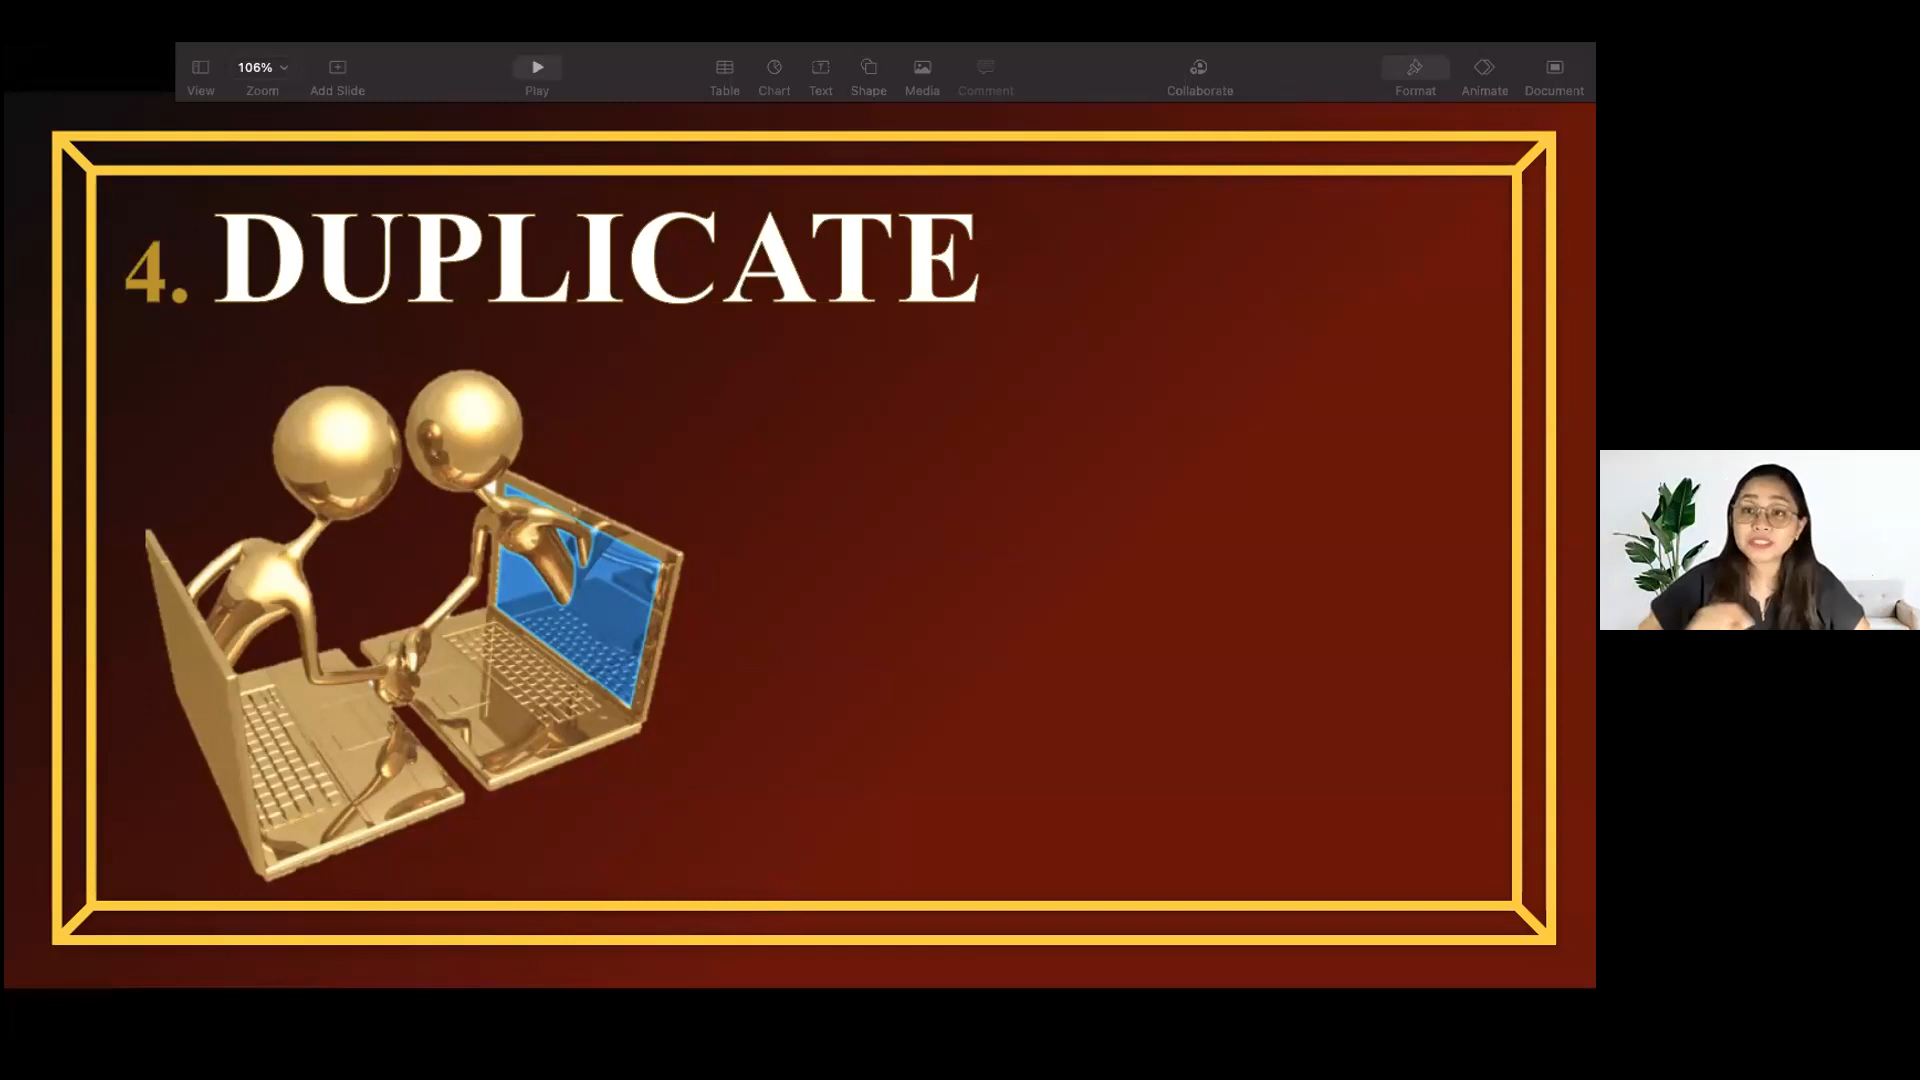 106%
View
Zoom
Add Slide
Play
Table
Chart
Text
Shape
Media
Comment
Collaborate
Format
Animate
Document
4. DUPLICATE